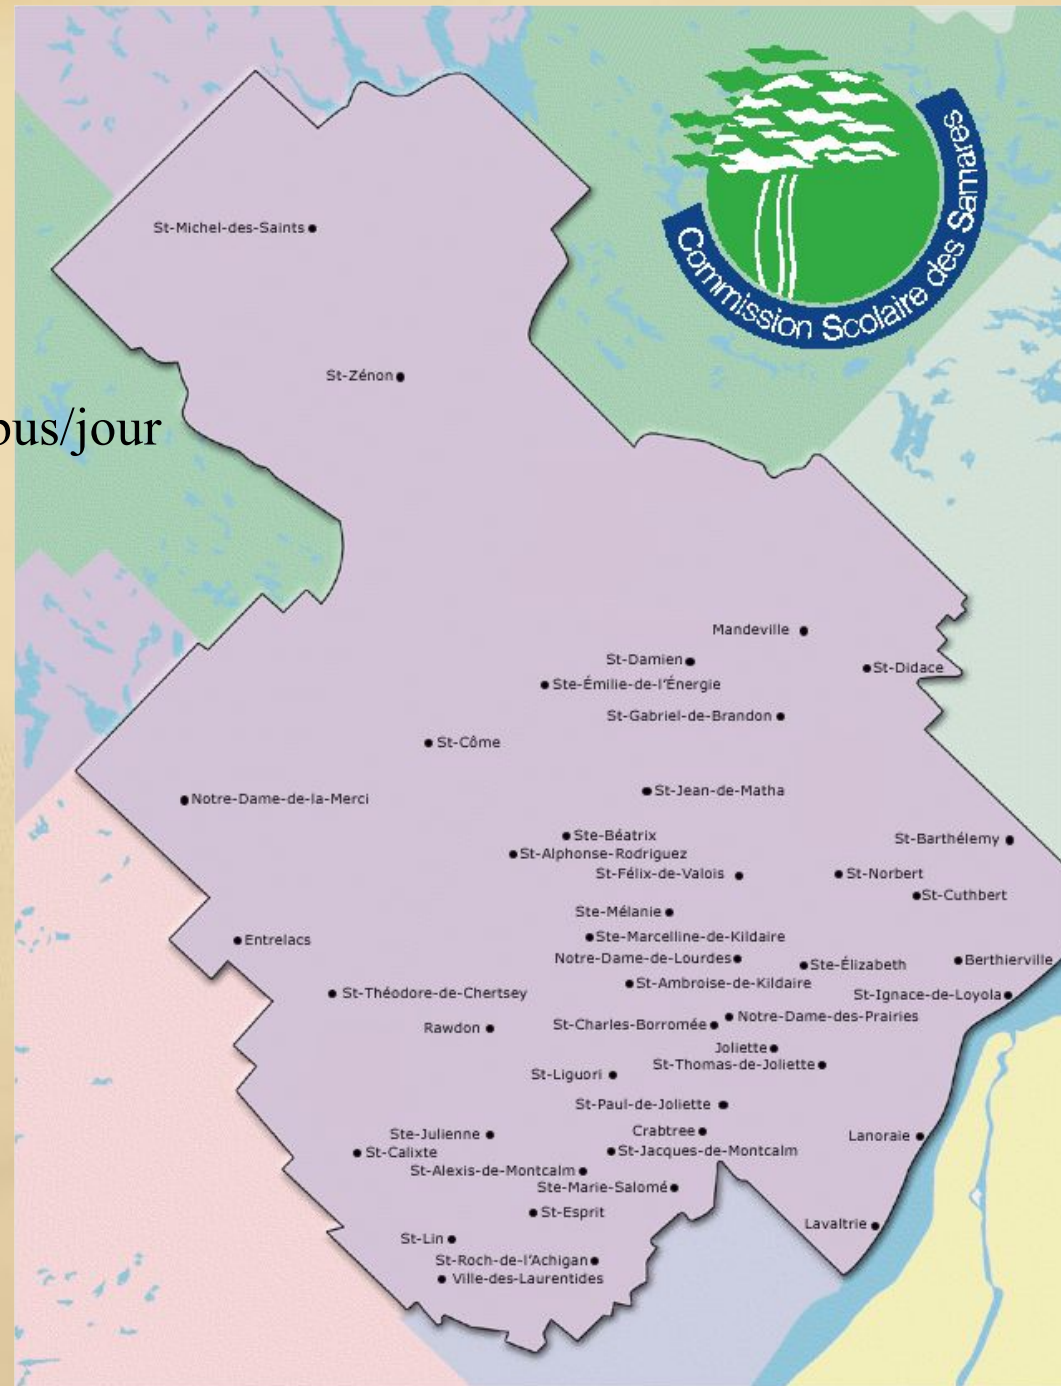 Commission Scolaire des Samares
St-Michel-des-Saints
St-Zénon
bus/jour
Mandeville
St-Damien
St-Didace
Ste-Émilie-de-l'Énergie
St-Gabriel-de-Brandon
St-Côme
St-Jean-de-Matha
Notre-Dame-de-la-Merci
Ste-Béatrix
St-Barthélemy
St-Alphonse-Rodriguez
St-Félix-de-Valois
St-Norbert
St-Cuthbert
Ste-Mélanie
Ste-Marcelline-de-Kildaire
Entrelacs
Notre-Dame-de-Lourdes
Ste-Élizabeth
Berthierville
St-Ambroise-de-Kildaire
St-Théodore-de-Chertsey
St-Ignace-de-Loyola
Notre-Dame-des-Prairies
Rawdon
St-Charles-Borromée
Joliette
St-Thomas-de-Joliette
St-Liguori
St-Paul-de-Joliette
Crabtree
Ste-Julienne
Lanoraie
St-Calixte
St-Jacques-de-Montcalm
St-Alexis-de-Montcalm
Ste-Marie-Salomé
St-Esprit
Lavaltrie
St-Lin
St-Roch-de-l'Achigan
Ville-des-Laurentides